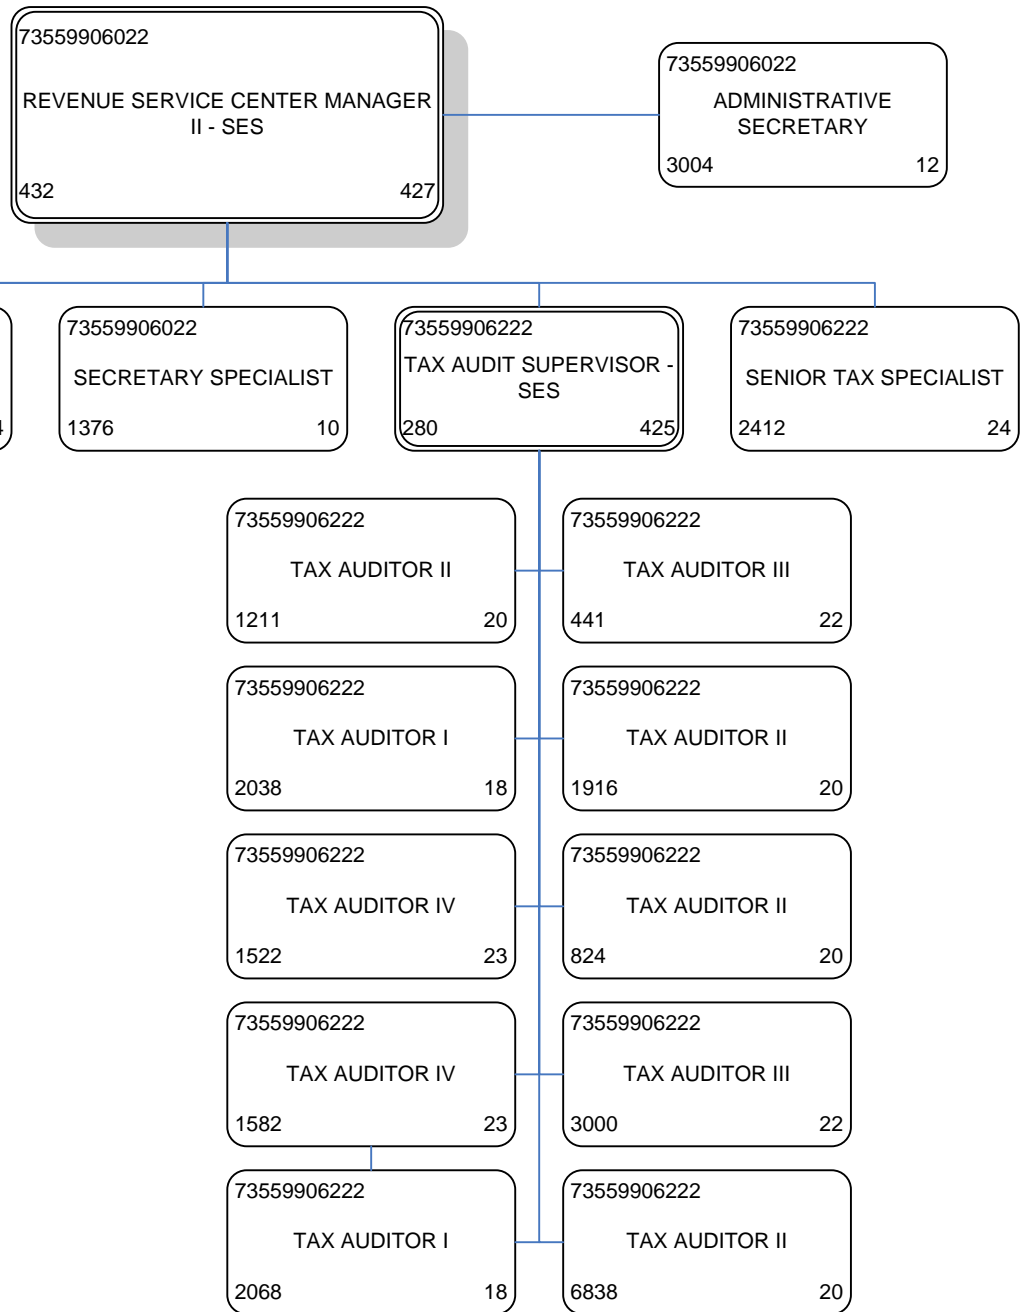 73559906022
REVENUE SERVICE CENTER MANAGER
II - SES
432 427
73559906022
ADMINISTRATIVE
SECRETARY
3004 12
4
73559906022
SECRETARY SPECIALIST
1376 10
73559906222
TAX AUDIT SUPERVISOR -
SES
280 425
73559906222
SENIOR TAX SPECIALIST
2412 24
73559906222
TAX AUDITOR II
1211 20
73559906222
TAX AUDITOR III
441 22
73559906222
TAX AUDITOR I
2038 18
73559906222
TAX AUDITOR II
1916 20
73559906222
TAX AUDITOR IV
1522 23
73559906222
TAX AUDITOR II
824 20
73559906222
TAX AUDITOR IV
1582 23
73559906222
TAX AUDITOR III
3000 22
73559906222
TAX AUDITOR I
2068 18
73559906222
TAX AUDITOR II
6838 20